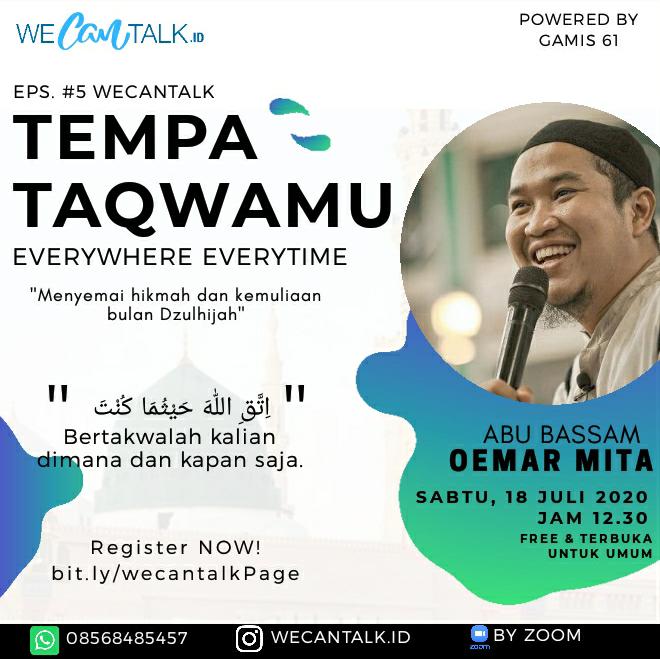 WECanTALK.ID
POWERED BY
GAMIS 61
EPS. #5 WECANTALK
TEMPA
TAQWAMU
EVERYWHERE EVERYTIME
"Menyemai hikmah dan kemuliaan
bulan Dzulhijah"
" اِتَّقِ اللّٰهَ حَيْثُمَا كُنْتَ "
Bertakwalah kalian
dimana dan kapan saja.
ABU BASSAM
OEMAR MITA
SABTU, 18 JULI 2020
JAM 12.30
FREE & TERBUKA
UNTUK UMUM
Register NOW!
bit.ly/wecantalkPage
08568485457
WECANTALK.ID
zoom
BY ZOOM